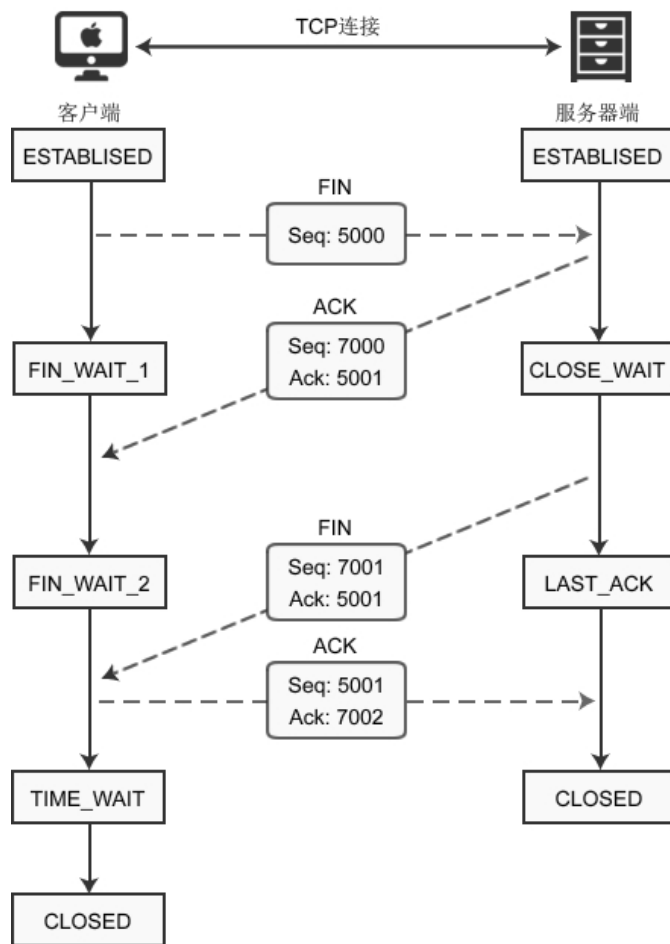 TCP连接
客户端
服务器端
ESTABLISED
ESTABLISED
FIN
Seq: 5000
ACK
Seq: 7000
Ack: 5001
FIN_WAIT_1
CLOSE_WAIT
FIN
Seq: 7001
Ack: 5001
FIN_WAIT_2
LAST_ACK
ACK
Seq: 5001
Ack: 7002
TIME_WAIT
CLOSED
CLOSED